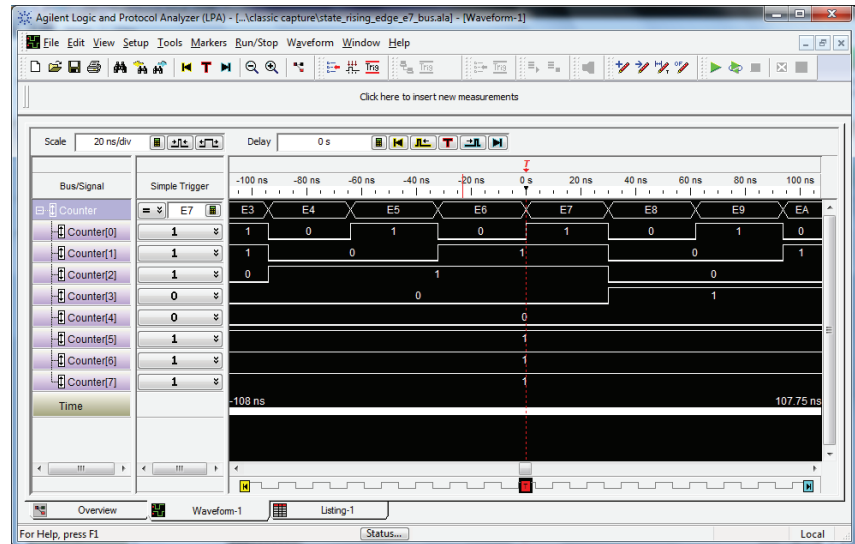 Agilent Logic and Protocol Analyzer (LPA) - [...\classic capture\state_rising_edge_e7_bus.ala] - [Waveform-1]
File Edit View Setup Tools Markers Run/Stop Waveform Window Help
Click here to insert new measurements
Scale 20 ns/div Delay 0 s T
T
Bus/Signal Simple Trigger -100 ns -80 ns -60 ns -40 ns -20 ns 0 s 20 ns 40 ns 60 ns 80 ns 100 ns
Counter = E7 E3 E4 E5 E6 E7 E8 E9 EA
Counter[0] 1 1 0 1 0 1 0 1 0
Counter[1] 1 1 0 1 0 1
Counter[2] 1 0 1 0
Counter[3] 0 0 1
Counter[4] 0 0
Counter[5] 1 1
Counter[6] 1 1
Counter[7] 1 1
Time -108 ns 107.75 ns
T
Overview Waveform-1 Listing-1
For Help, press F1 Status... Local